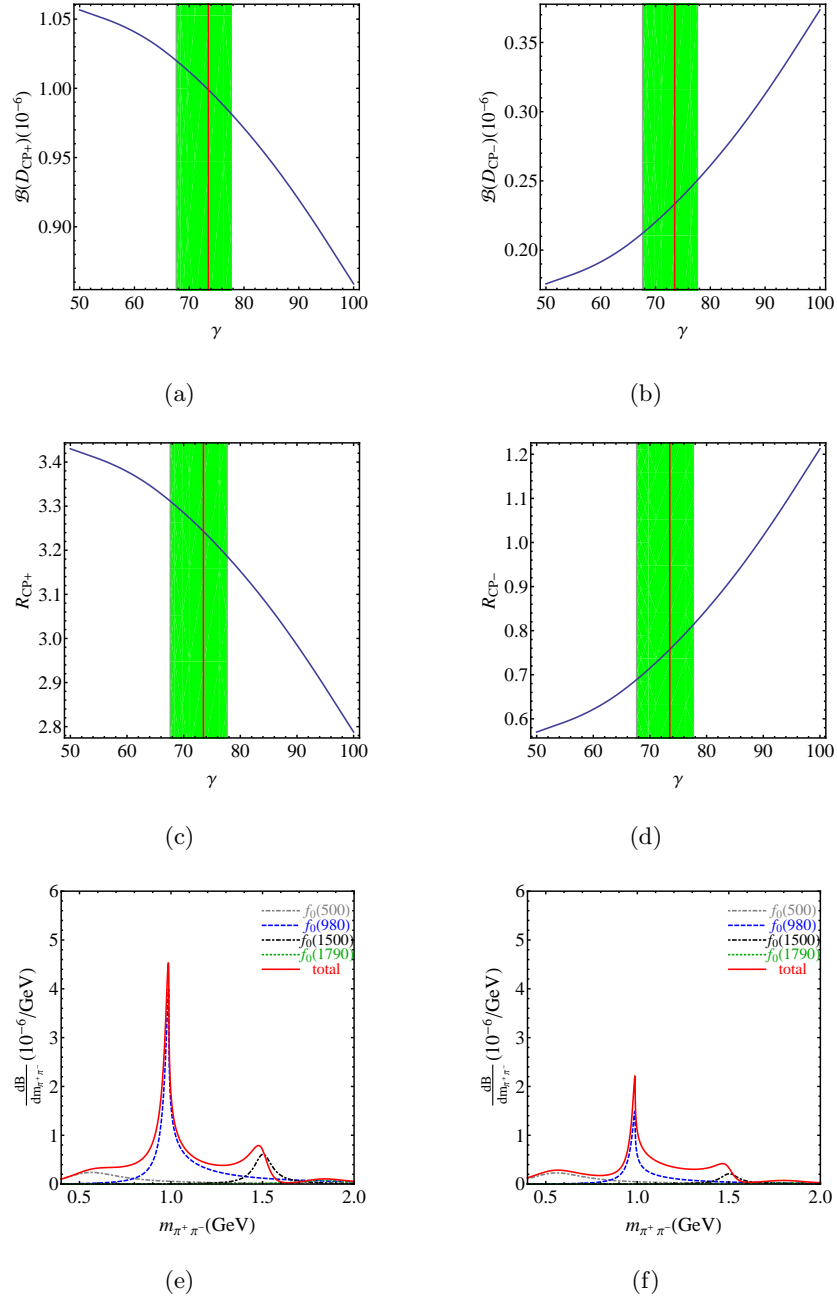 1.05
1.00
0.95
0.90
50 60 70 80 90 100
γ
ℬ(D_CP+)(10⁻⁶)
(a)
0.35
0.30
0.25
0.20
50 60 70 80 90 100
γ
ℬ(D_CP−)(10⁻⁶)
(b)
3.4
3.3
3.2
3.1
3.0
2.9
2.8
50 60 70 80 90 100
γ
R_CP+
(c)
1.2
1.1
1.0
0.9
0.8
0.7
0.6
50 60 70 80 90 100
γ
R_CP−
(d)
6
5
4
3
2
1
0
0.5 1.0 1.5 2.0
m_π⁺π⁻(GeV)
dB/dm_π⁺π⁻ (10⁻⁶/GeV)
f₀(500)
f₀(980)
f₀(1500)
f₀(1790)
total
(e)
6
5
4
3
2
1
0
0.5 1.0 1.5 2.0
m_π⁺π⁻(GeV)
dB/dm_π⁺π⁻ (10⁻⁶/GeV)
f₀(500)
f₀(980)
f₀(1500)
f₀(1790)
total
(f)